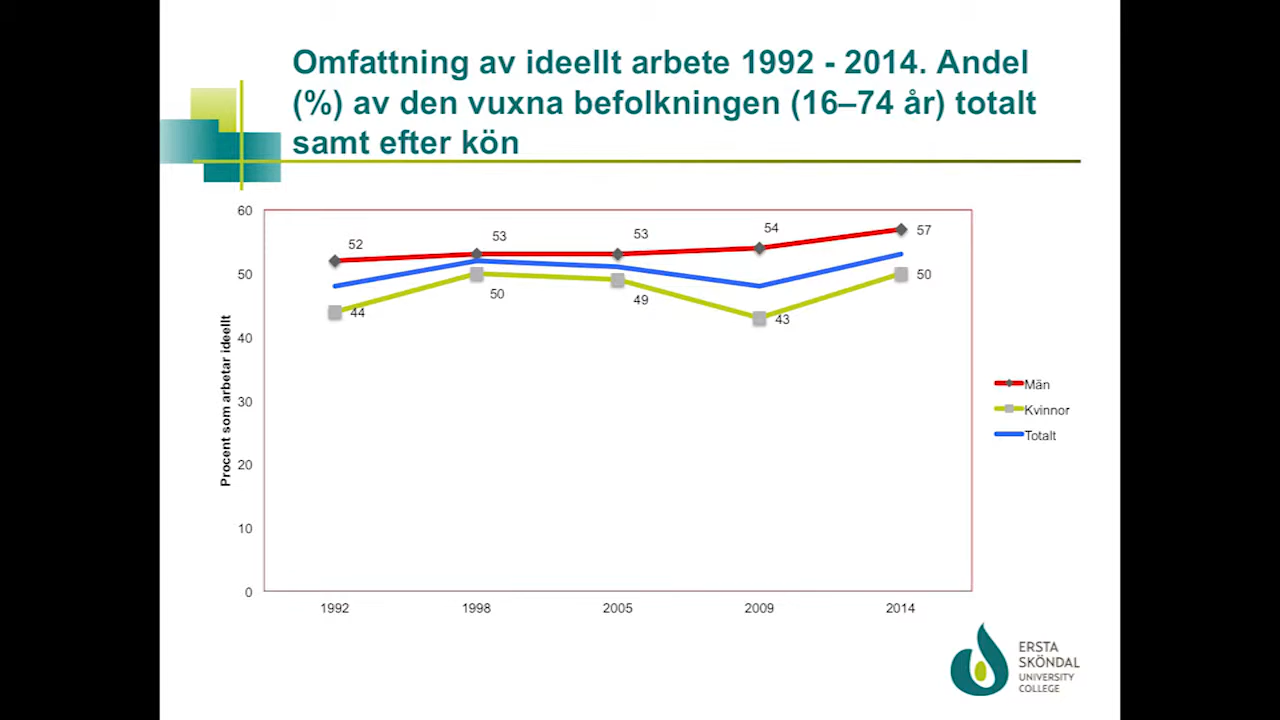 Omfattning av ideellt arbete 1992 - 2014. Andel
(%) av den vuxna befolkningen (16–74 år) totalt
samt efter kön
Procent som arbetar ideellt
60
50
40
30
20
10
0
52
53
53
54
57
44
50
49
43
50
1992
1998
2005
2009
2014
Män
Kvinnor
Totalt
ERSTA
SKÖNDAL
UNIVERSITY
COLLEGE